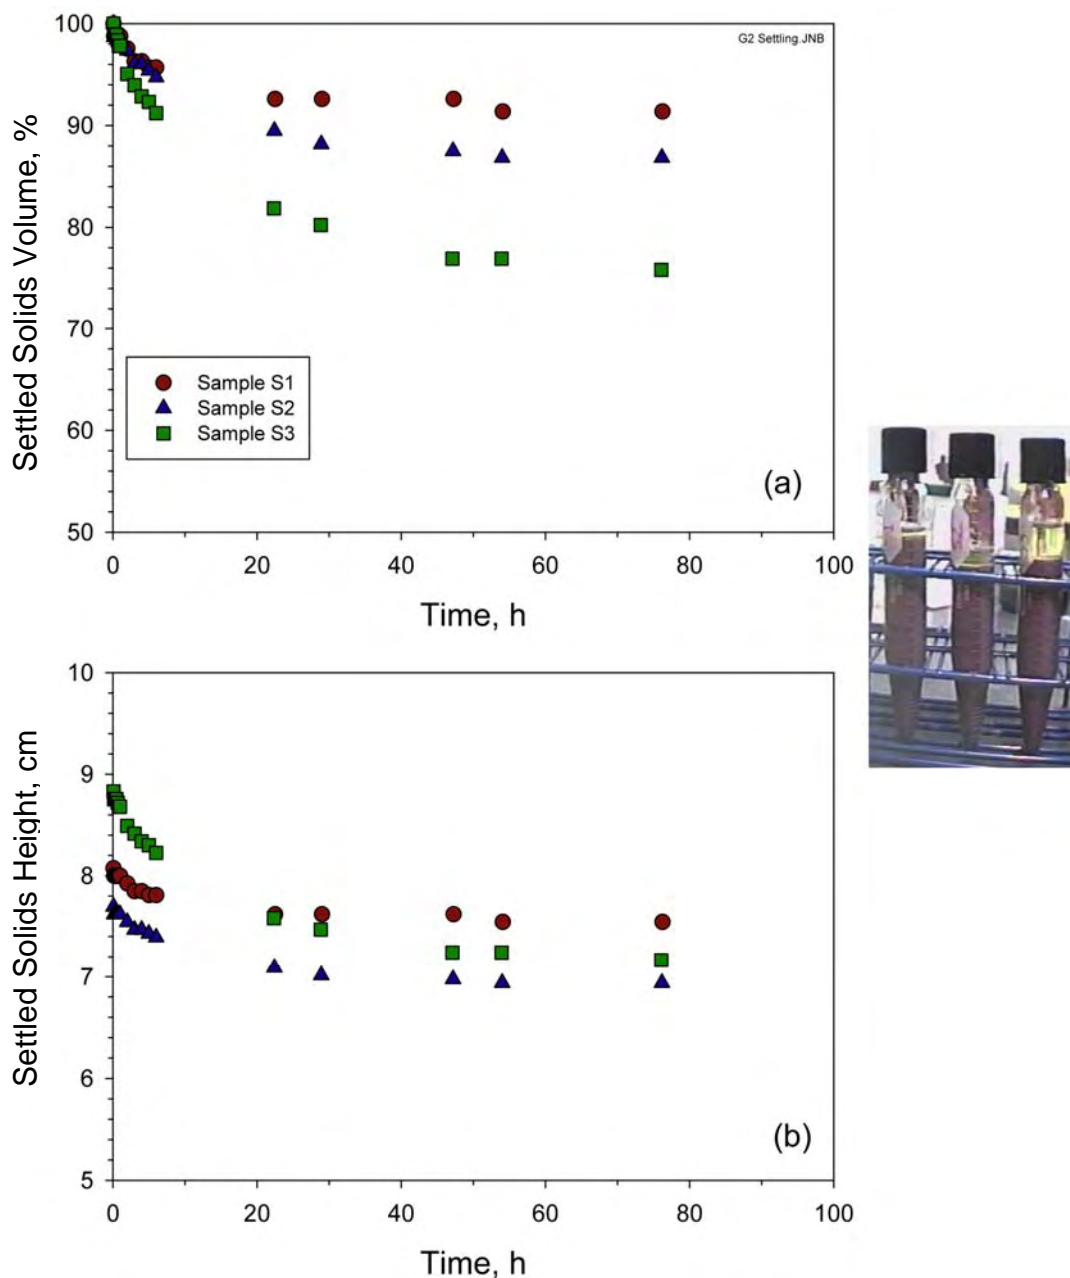 G2 Settling.JNB
Settled Solids Volume, %
100
90
80
70
60
50
Sample S1
Sample S2
Sample S3
(a)
0 20 40 60 80 100
Time, h
Settled Solids Height, cm
10
9
8
7
6
5
(b)
0 20 40 60 80 100
Time, h